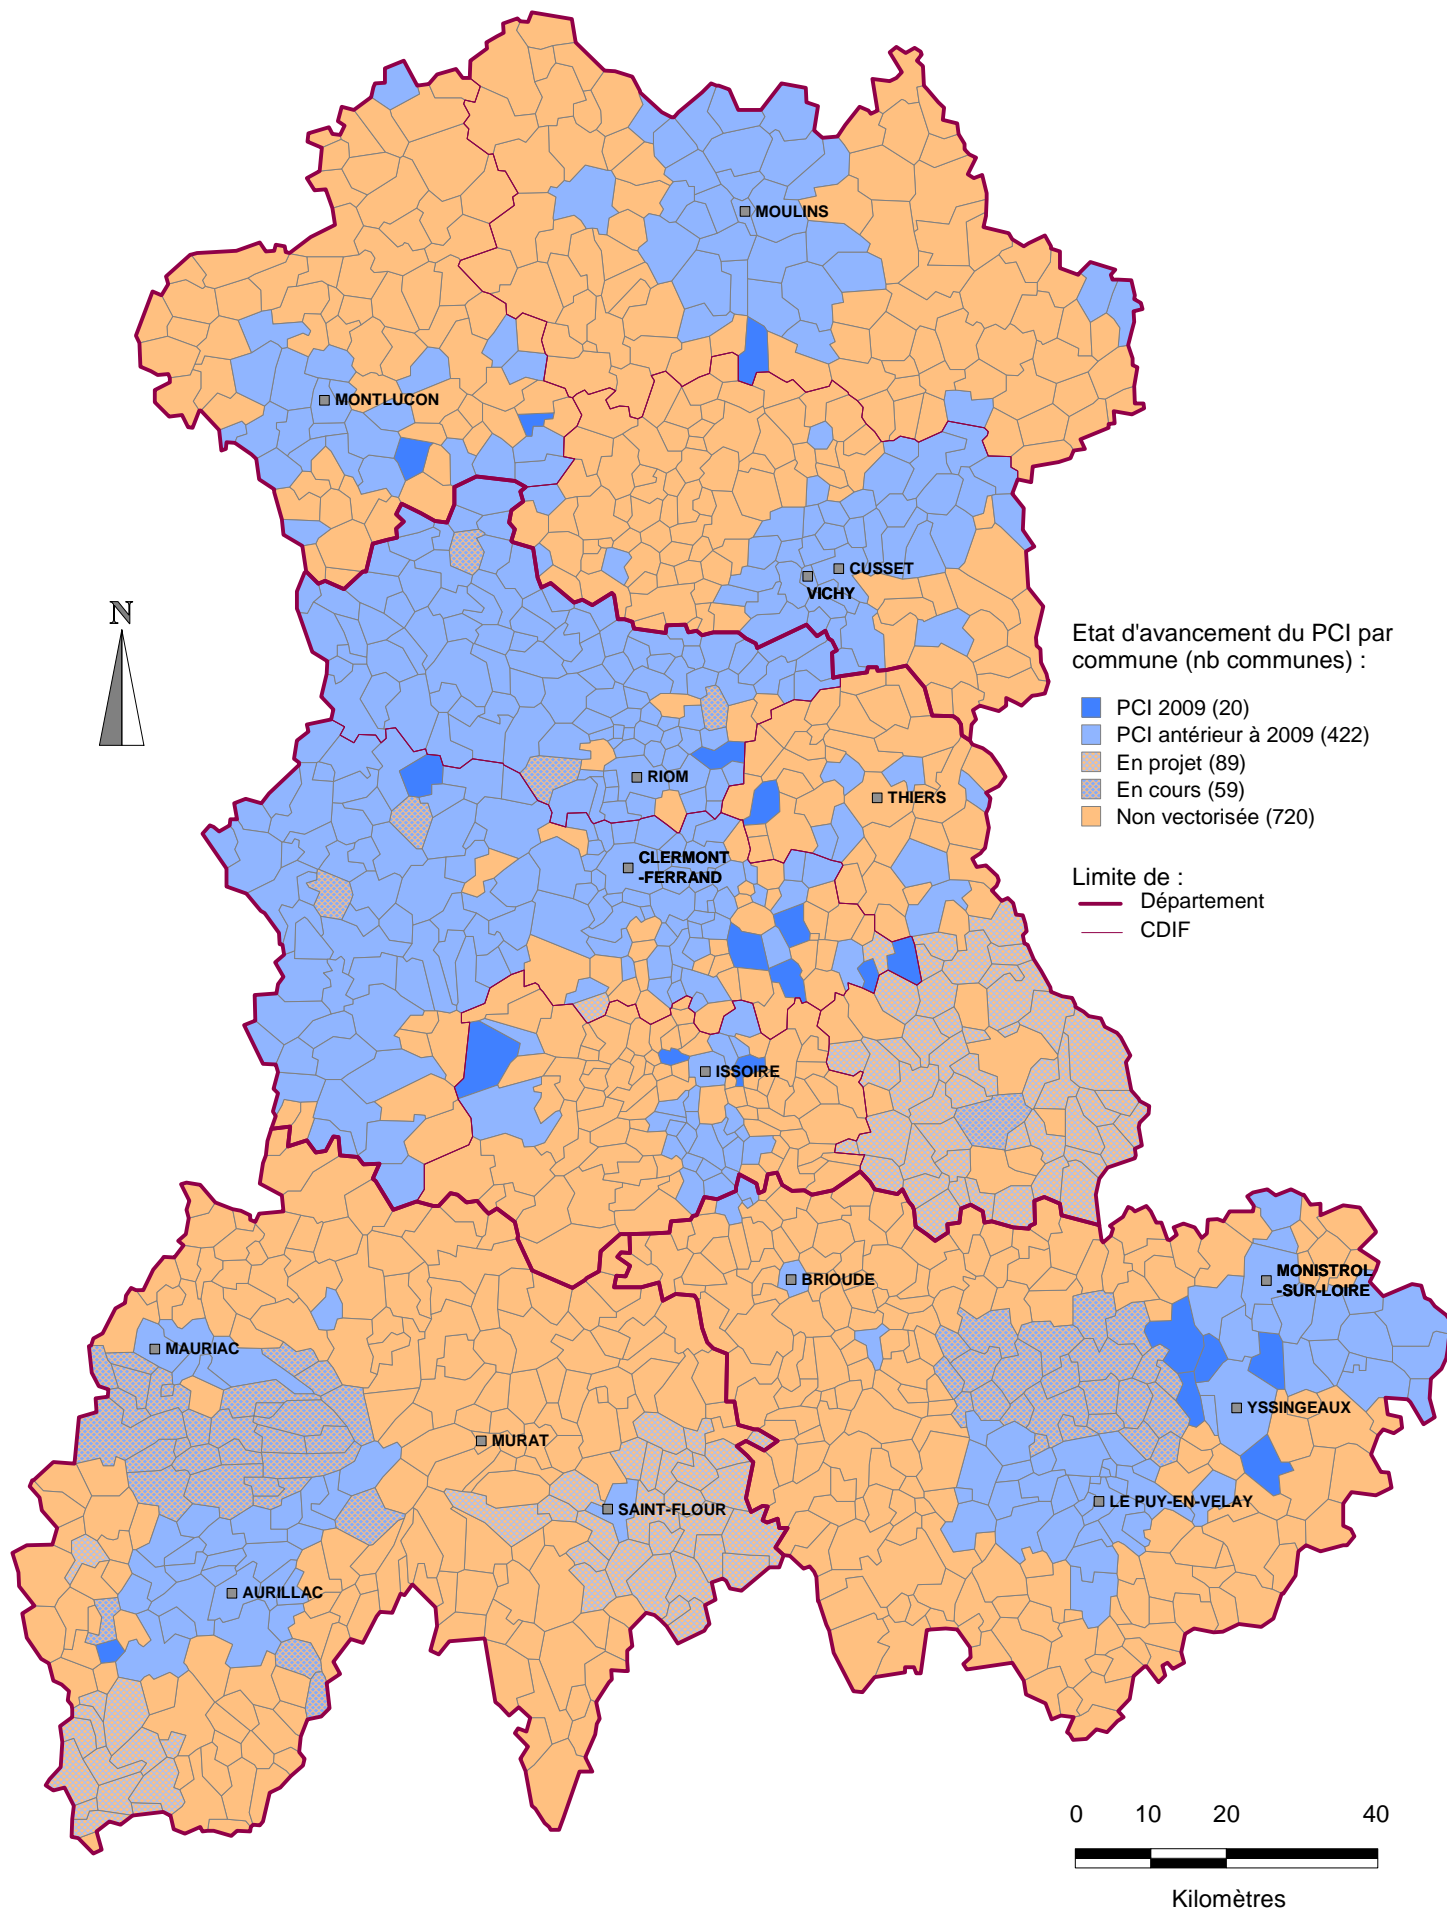 MOULINS
MONTLUCON
CUSSET
VICHY
N
Etat d'avancement du PCI par
commune (nb communes) :
PCI 2009 (20)
PCI antérieur à 2009 (422)
En projet (89)
En cours (59)
Non vectorisée (720)
Limite de :
Département
CDIF
RIOM
THIERS
CLERMONT
-FERRAND
ISSOIRE
BRIOUDE
MONISTROL
-SUR-LOIRE
MAURIAC
YSSINGEAUX
MURAT
SAINT-FLOUR
LE PUY-EN-VELAY
AURILLAC
0 10 20 40
Kilomètres